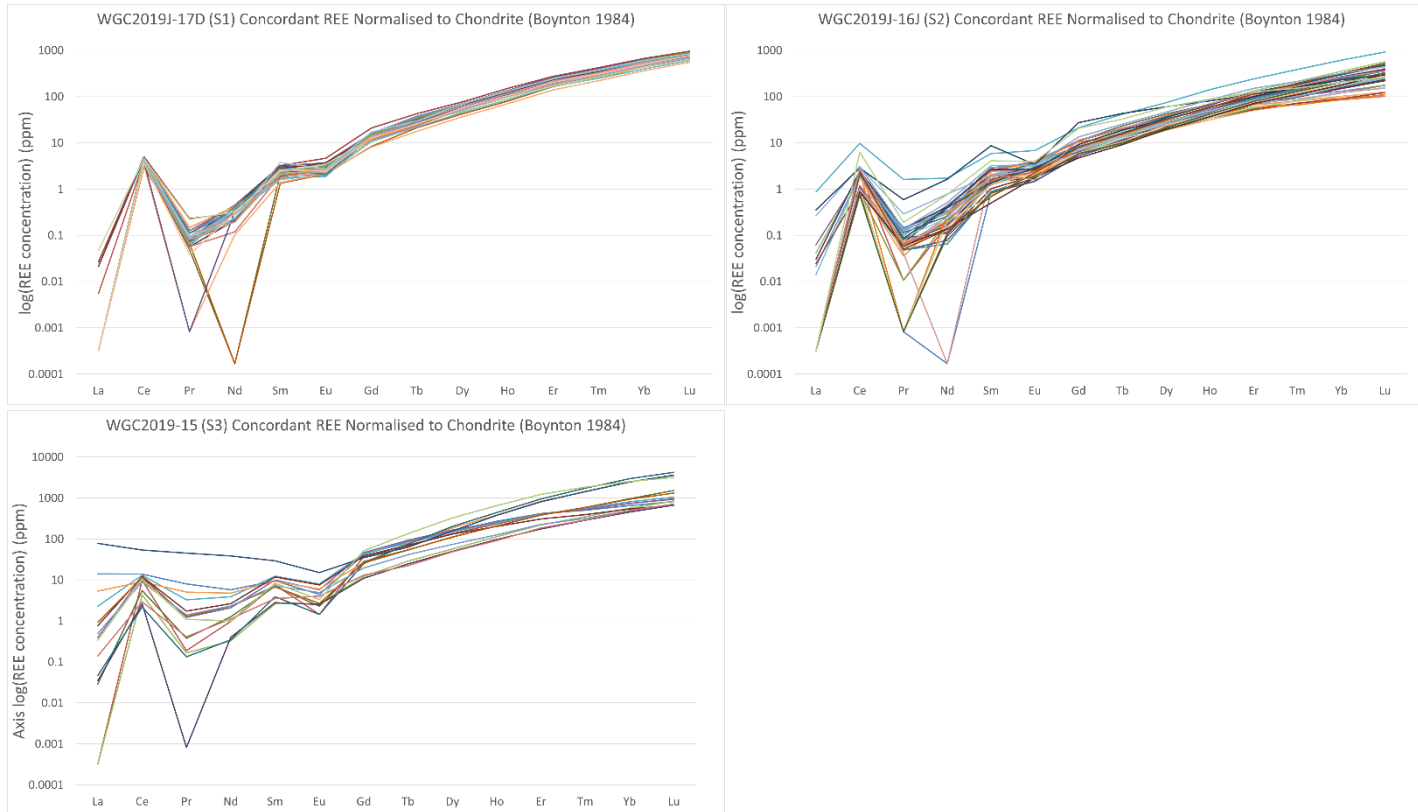 WGC2019J-17D (S1) Concordant REE Normalised to Chondrite (Boynton 1984)
log(REE concentration) (ppm)
1000
100
10
1
0.1
0.01
0.001
0.0001
La Ce Pr Nd Sm Eu Gd Tb Dy Ho Er Tm Yb Lu
WGC2019J-16J (S2) Concordant REE Normalised to Chondrite (Boynton 1984)
log(REE concentration) (ppm)
1000
100
10
1
0.1
0.01
0.001
0.0001
La Ce Pr Nd Sm Eu Gd Tb Dy Ho Er Tm Yb Lu
WGC2019-15 (S3) Concordant REE Normalised to Chondrite (Boynton 1984)
Axis log(REE concentration) (ppm)
10000
1000
100
10
1
0.1
0.01
0.001
0.0001
La Ce Pr Nd Sm Eu Gd Tb Dy Ho Er Tm Yb Lu